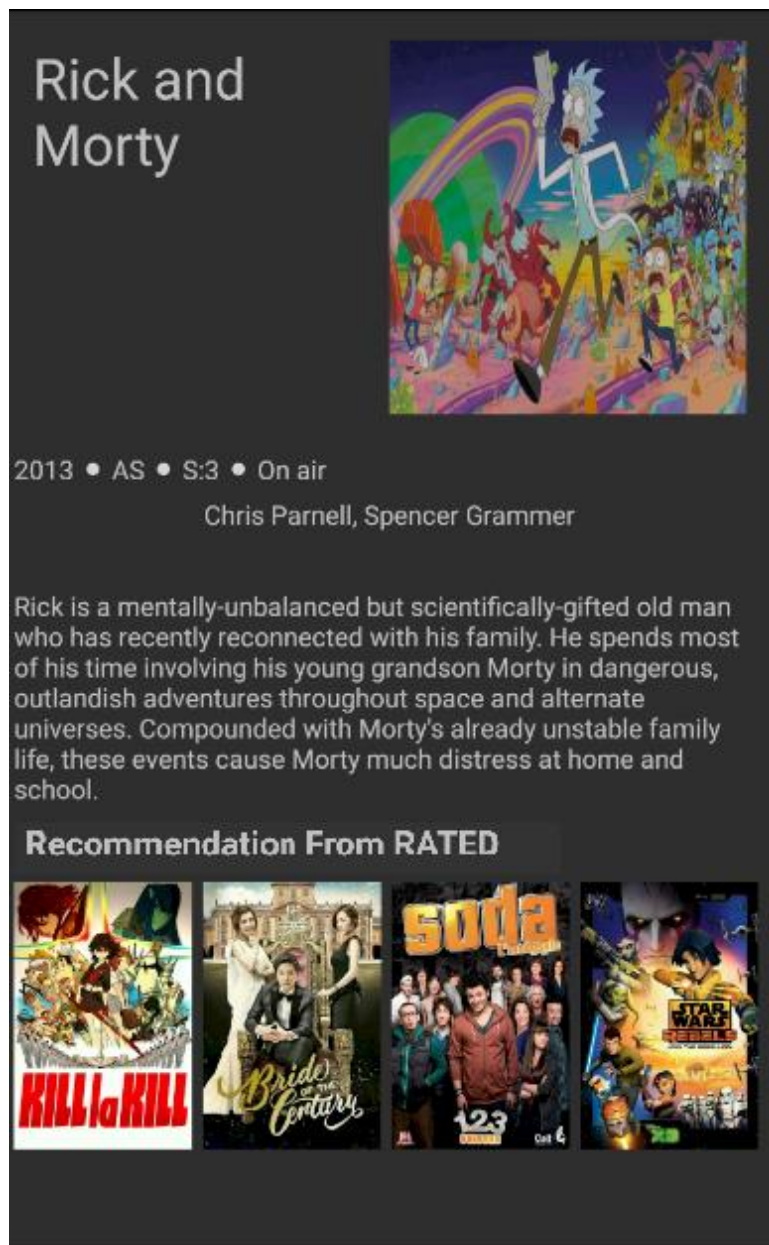 Rick and
Morty
2013 ● AS ● S:3 ● On air
Chris Parnell, Spencer Grammer
Rick is a mentally-unbalanced but scientifically-gifted old man
who has recently reconnected with his family. He spends most
of his time involving his young grandson Morty in dangerous,
outlandish adventures throughout space and alternate
universes. Compounded with Morty's already unstable family
life, these events cause Morty much distress at home and
school.
Recommendation From RATED
KILL la KILL
Bride
OF THE
Century
soda
123
Call
STAR
WARS
REBELS
XD